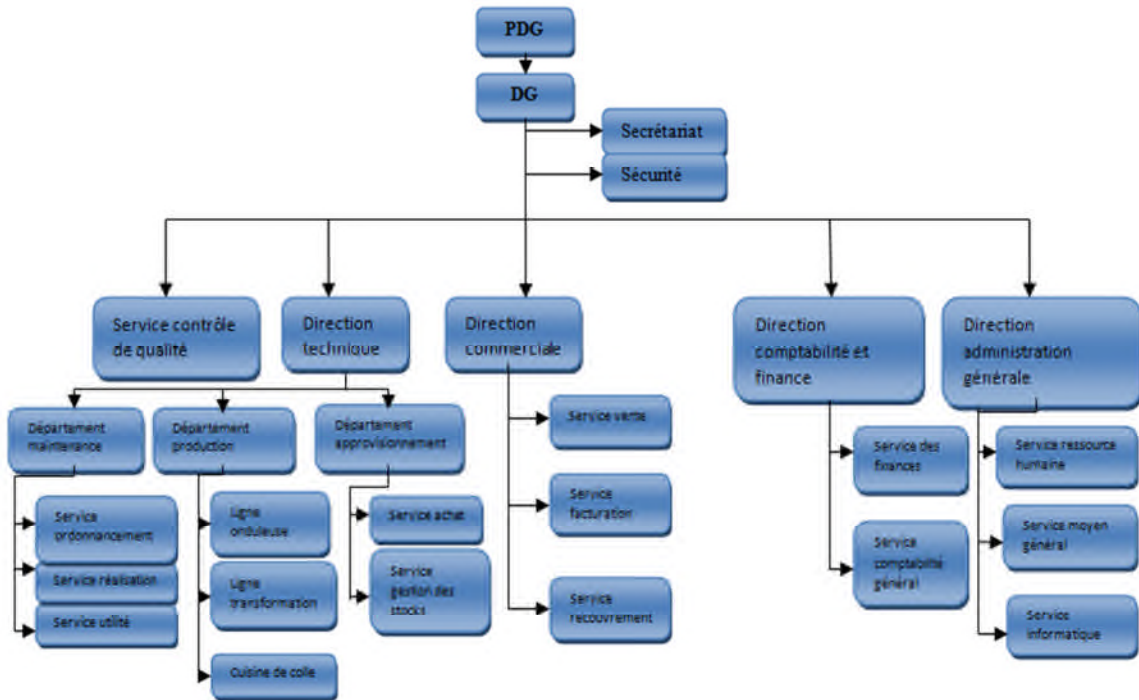 PDG
DG
Secrétariat
Sécurité
Service contrôle
de qualité
Direction
technique
Direction
commerciale
Direction
comptabilité et
finance
Direction
administration
générale
Département
maintenance
Département
production
Département
approvisionnement
Service vente
Service des
finances
Service ressource
humaine
Service
ordonnancement
Ligne
onduleuse
Service achat
Service
facturation
Service
comptabilité
général
Service moyen
général
Service réalisation
Ligne
transformation
Service
gestion des
stocks
Service
recouvrement
Service
informatique
Service utilité
Cuisine de colle